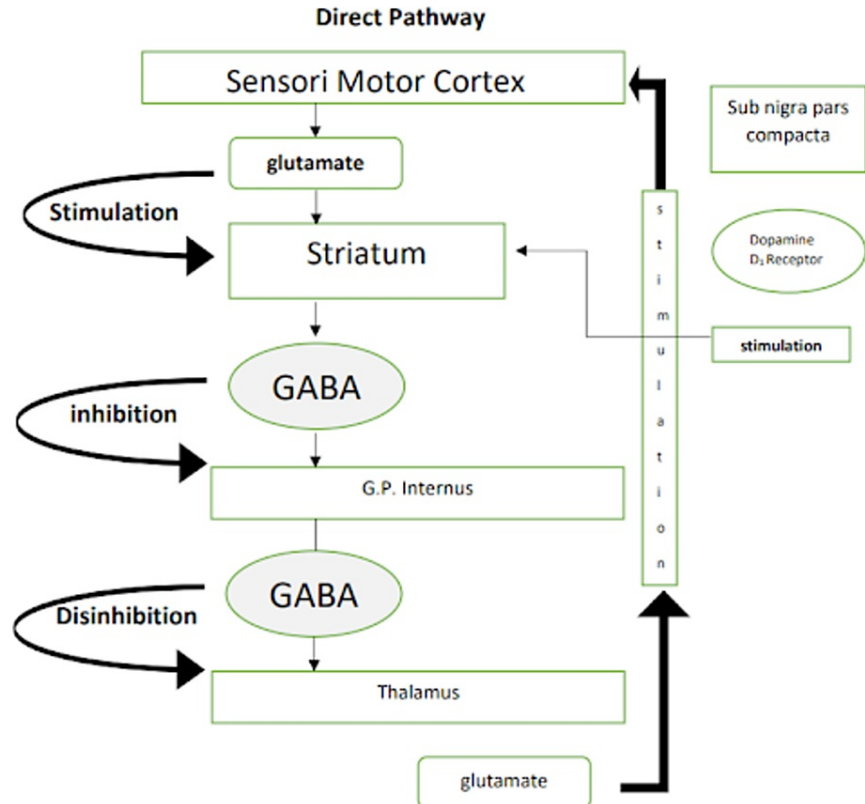 Direct Pathway
Sensori Motor Cortex
glutamate
Stimulation
Striatum
GABA
inhibition
G.P. Internus
GABA
Disinhibition
Thalamus
glutamate
stimulation
Sub nigra pars
compacta
Dopamine
D₁ Receptor
stimulation